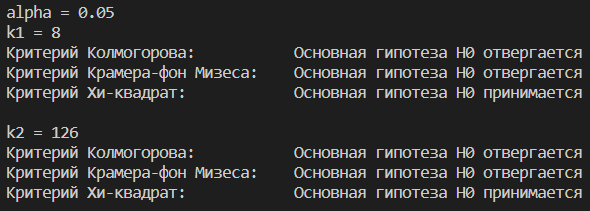 alpha = 0.05
k1 = 8
Критерий Колмогорова: Основная гипотеза H0 отвергается
Критерий Крамера-фон Мизеса: Основная гипотеза H0 отвергается
Критерий Хи-квадрат: Основная гипотеза H0 принимается
k2 = 126
Критерий Колмогорова: Основная гипотеза H0 отвергается
Критерий Крамера-фон Мизеса: Основная гипотеза H0 отвергается
Критерий Хи-квадрат: Основная гипотеза H0 принимается